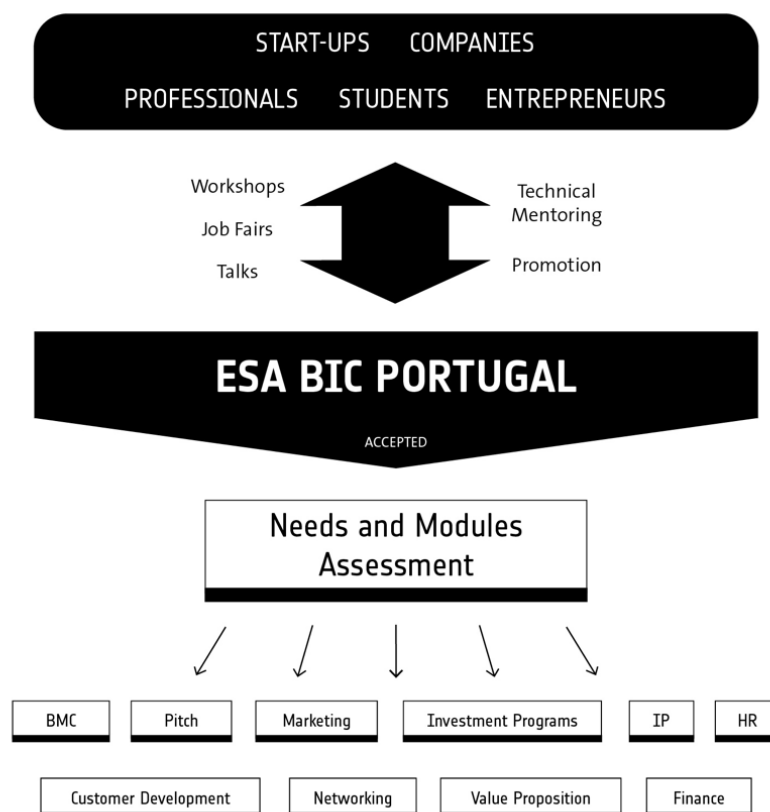 START-UPS COMPANIES
PROFESSIONALS STUDENTS ENTREPRENEURS
Workshops
Job Fairs
Talks
Technical
Mentoring
Promotion
ESA BIC PORTUGAL
ACCEPTED
Needs and Modules
Assessment
BMC Pitch Marketing Investment Programs IP HR
Customer Development Networking Value Proposition Finance